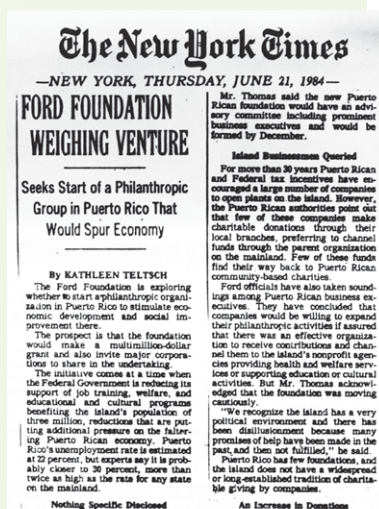 The New York Times
—NEW YORK, THURSDAY, JUNE 21, 1984—
FORD FOUNDATION
WEIGHING VENTURE
Seeks Start of a Philanthropic
Group in Puerto Rico That
Would Spur Economy
By KATHLEEN TELTSCH
The Ford Foundation is exploring
whether to start a philanthropic organi-
zation in Puerto Rico to stimulate eco-
nomic development and social im-
provement there.
The prospect is that the foundation
would make a multimillion-dollar
grant and also invite major corpora-
tions to share in the undertaking.
The initiative comes at a time when
the Federal Government is reducing its
support of job training, welfare, and
educational and cultural programs
benefiting the island's population of
three million, reductions that are put-
ting additional pressure on the falter-
ing Puerto Rican economy. Puerto
Rico's unemployment rate is estimated
at 22 percent, but experts say it is prob-
ably closer to 30 percent, more than
twice as high as the rate for any state
on the mainland.
Nothing Specific Disclosed
Mr. Thomas said the new Puerto
Rican foundation would have an advi-
sory committee including prominent
business executives and would be
formed by December.
Island Businessmen Queried
For more than 30 years Puerto Rican
and Federal tax incentives have en-
couraged a large number of companies
to open plants on the island. However,
the Puerto Rican authorities point out
that few of these companies make
charitable donations through their
local branches, preferring to channel
funds through the parent organization
on the mainland. Few of these funds
find their way back to Puerto Rican
community-based charities.
Ford officials have also taken sound-
ings among Puerto Rican business ex-
ecutives. They have concluded that
companies would be willing to expand
their philanthropic activities if assured
that there was an effective organiza-
tion to receive contributions and chan-
nel them to the island's nonprofit agen-
cies providing health and welfare serv-
ices or supporting education or cultural
activities. But Mr. Thomas acknowl-
edged that the foundation was moving
cautiously.
"We recognize the island has a very
political environment and there has
been disillusionment because many
promises of help have been made in the
past, and then not fulfilled," he said.
Puerto Rico has few foundations, and
the island does not have a widespread
or long-established tradition of charita-
ble giving by companies.
An Increase in Donations